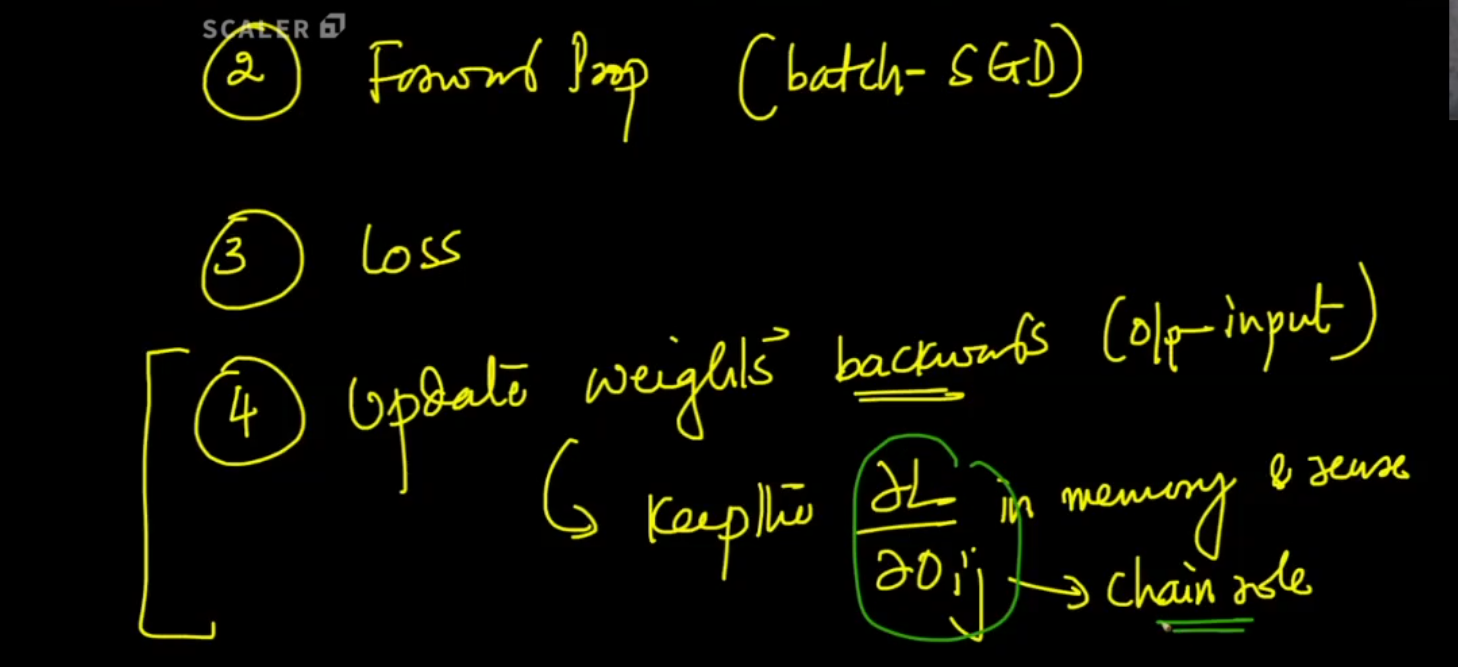 SCALER
② Forward Prop (batch-SGD)
③ Loss
④ Update weights backwards (o/p-input)
Keep the ∂L/∂Oij in memory & reuse
→ chain rule